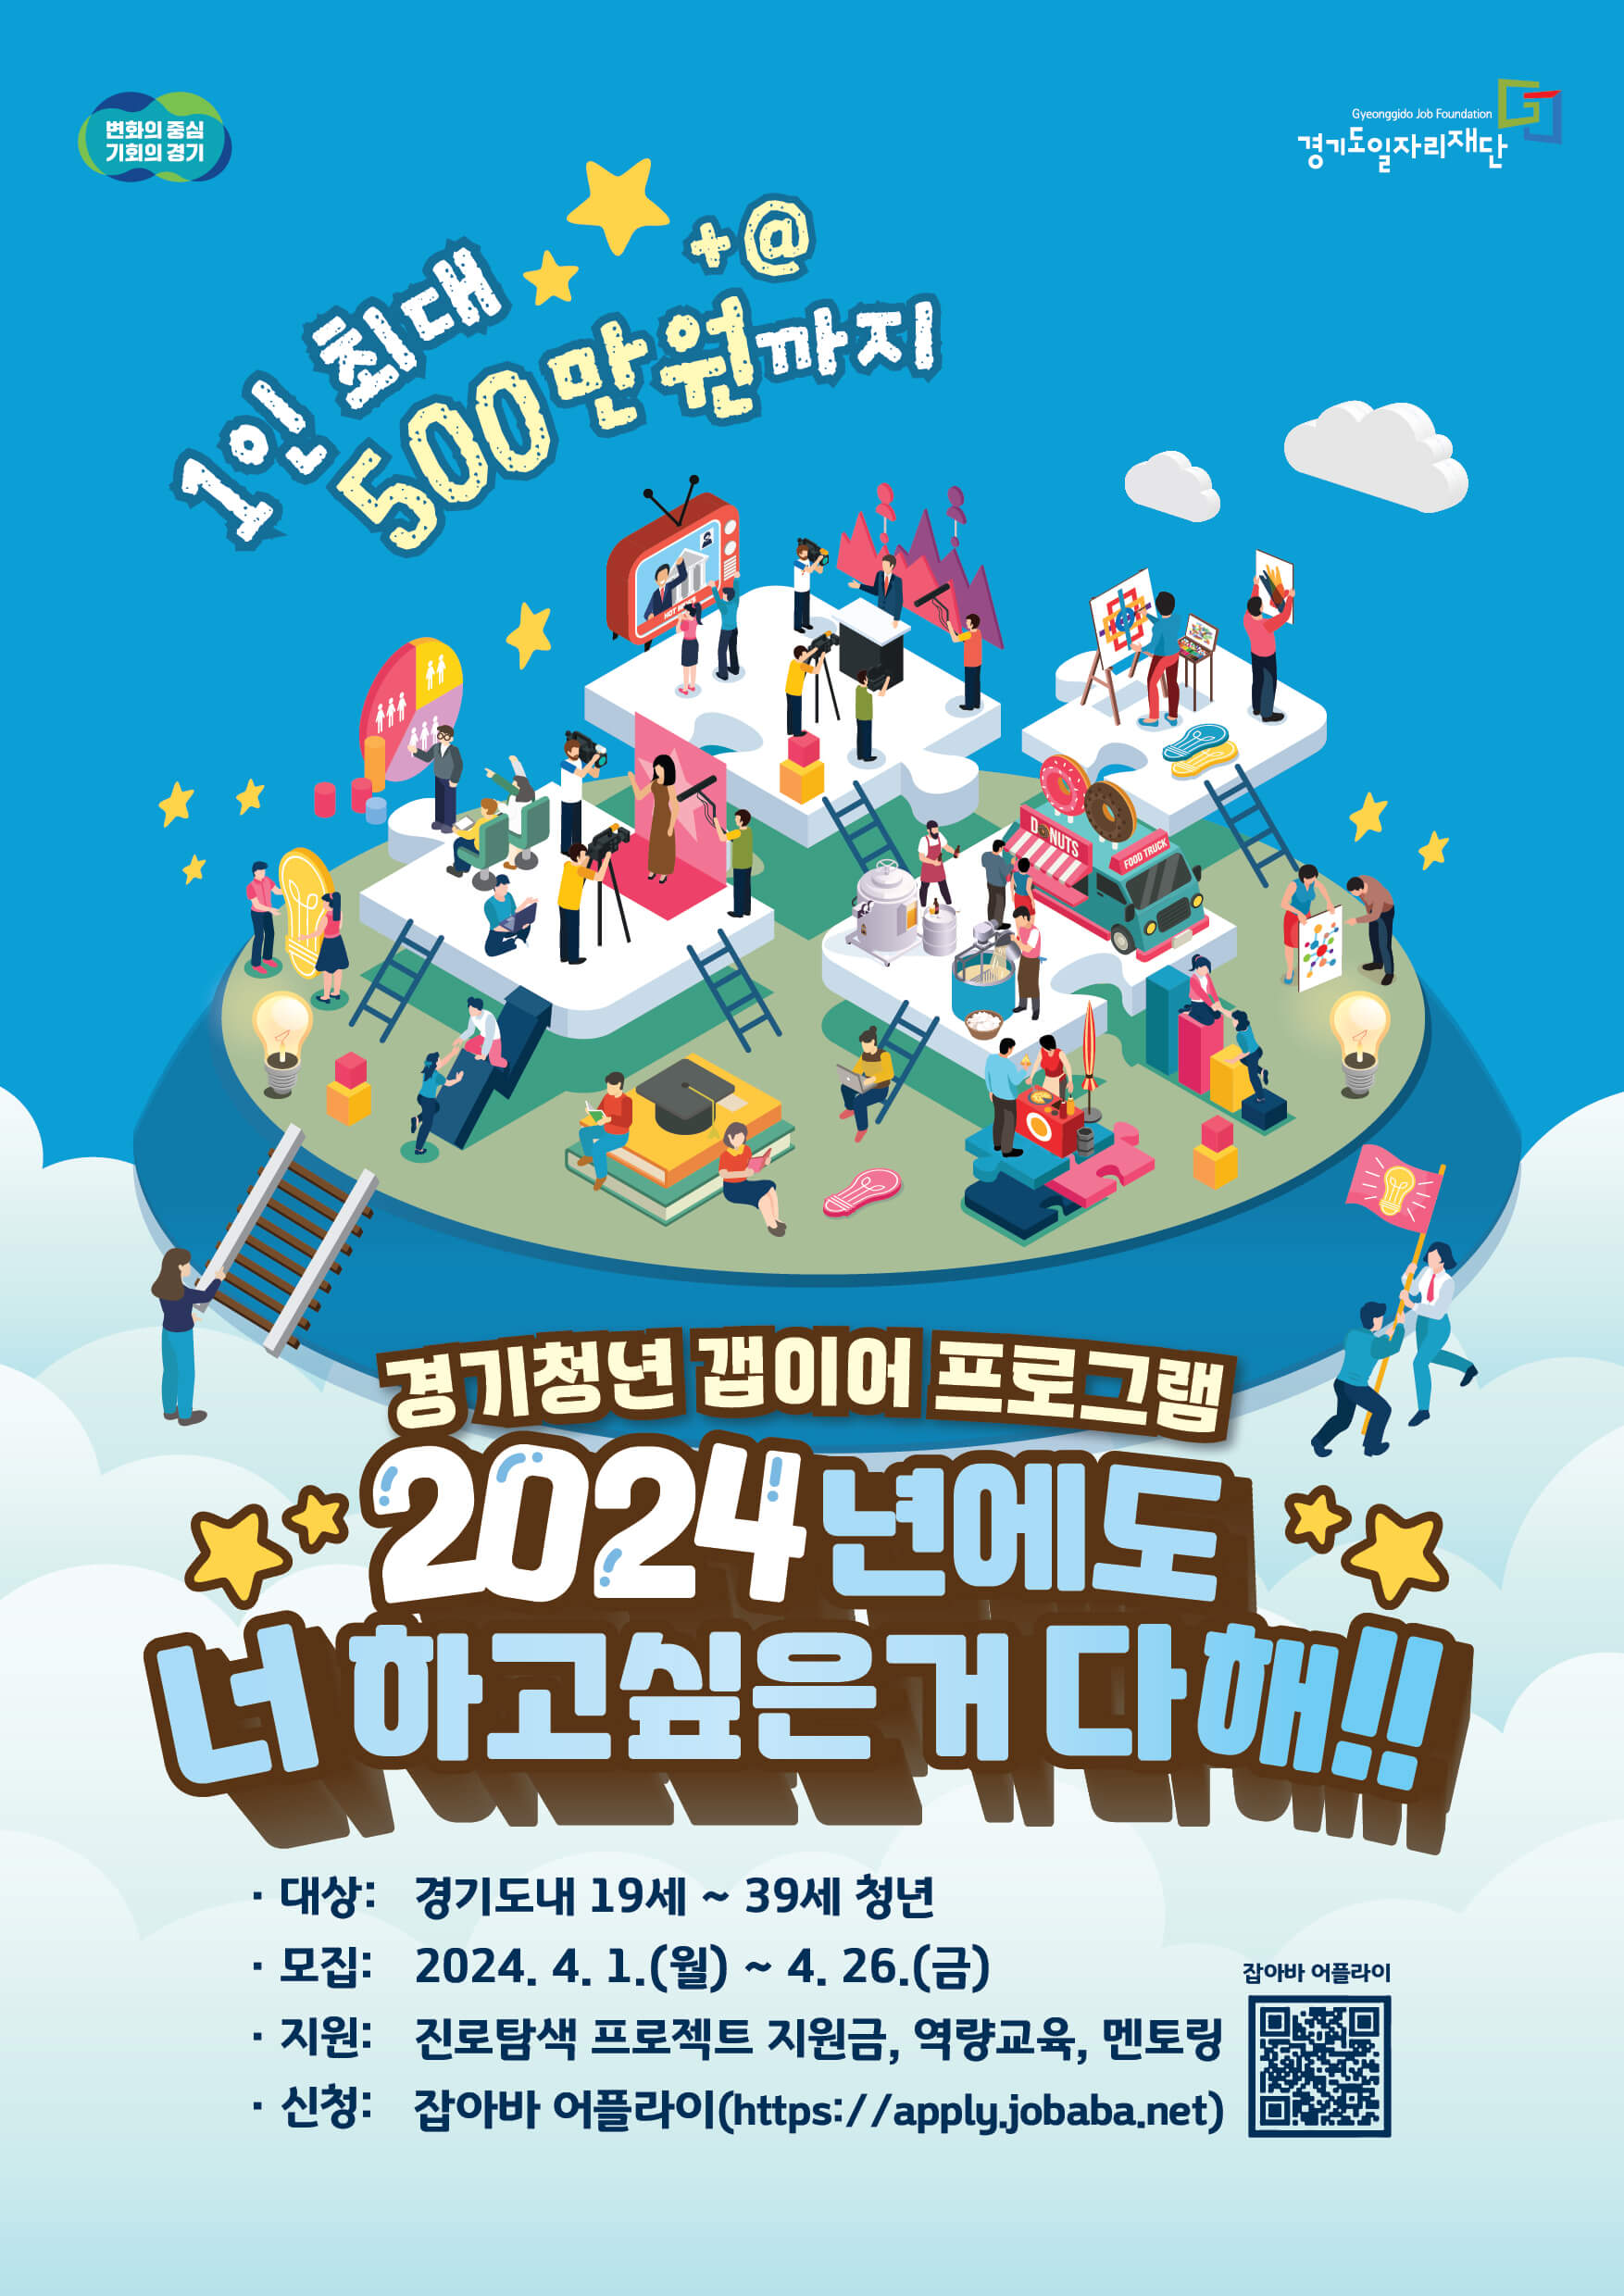 변화의 중심
기회의 경기
Gyeonggido Job Foundation
경기도일자리재단
1인 최대
500만원까지
+@
HOT NEWS
DONUTS
FOOD TRUCK
경기청년 갭이어 프로그램
2024년에도
너 하고싶은거 다해!!
· 대상: 경기도내 19세 ~ 39세 청년
· 모집: 2024. 4. 1.(월) ~ 4. 26.(금)
· 지원: 진로탐색 프로젝트 지원금, 역량교육, 멘토링
· 신청: 잡아바 어플라이(https://apply.jobaba.net)
잡아바 어플라이